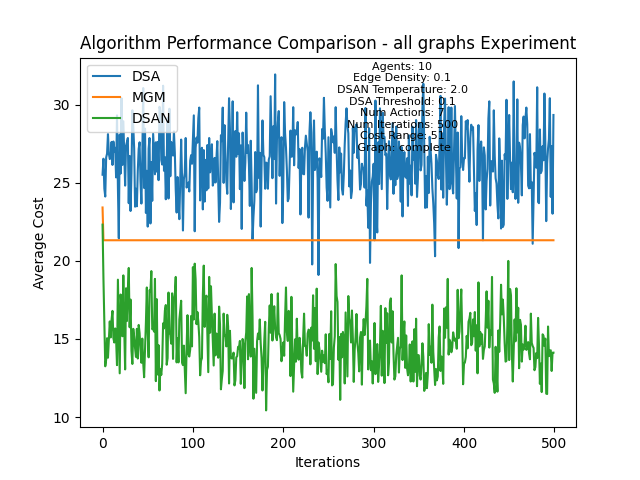 Algorithm Performance Comparison - all graphs Experiment
DSA
MGM
DSAN
Agents: 10
Edge Density: 0.1
DSAN Temperature: 2.0
DSA Threshold: 0.1
Num Actions: 7
Num Iterations: 500
Cost Range: 51
Graph: complete
Average Cost
30
25
20
15
10
0
100
200
300
400
500
Iterations